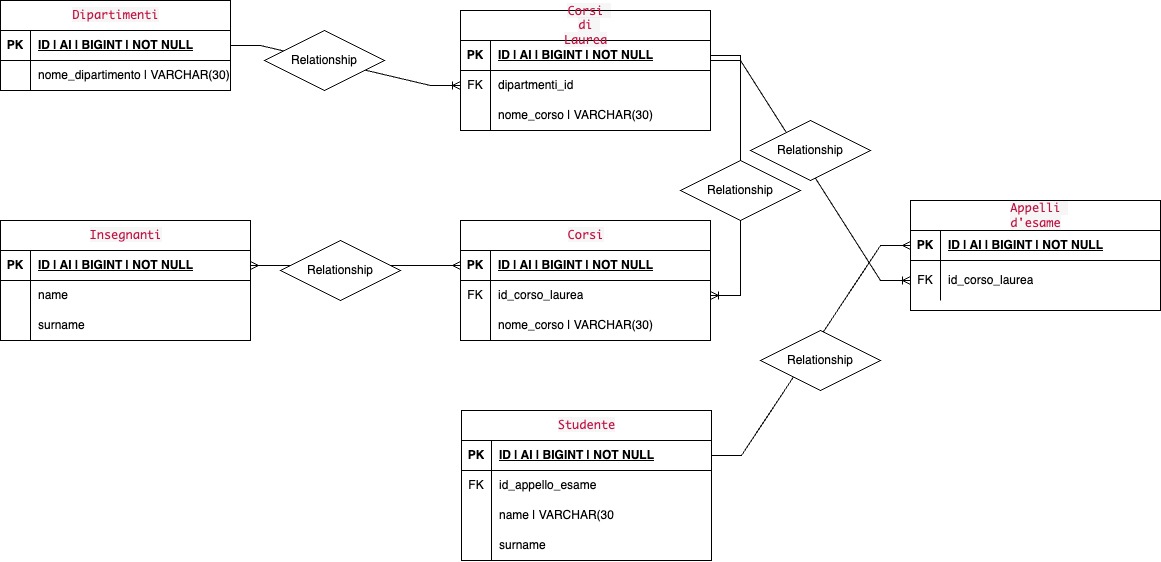 Dipartimenti
PK ID | AI | BIGINT | NOT NULL
nome_dipartimento | VARCHAR(30)
Relationship
Corsi
di
Laurea
PK ID | AI | BIGINT | NOT NULL
FK dipartmenti_id
nome_corso | VARCHAR(30)
Relationship
Relationship
Insegnanti
PK ID | AI | BIGINT | NOT NULL
name
surname
Relationship
Corsi
PK ID | AI | BIGINT | NOT NULL
FK id_corso_laurea
nome_corso | VARCHAR(30)
Appelli
d'esame
PK ID | AI | BIGINT | NOT NULL
FK id_corso_laurea
Relationship
Studente
PK ID | AI | BIGINT | NOT NULL
FK id_appello_esame
name | VARCHAR(30
surname